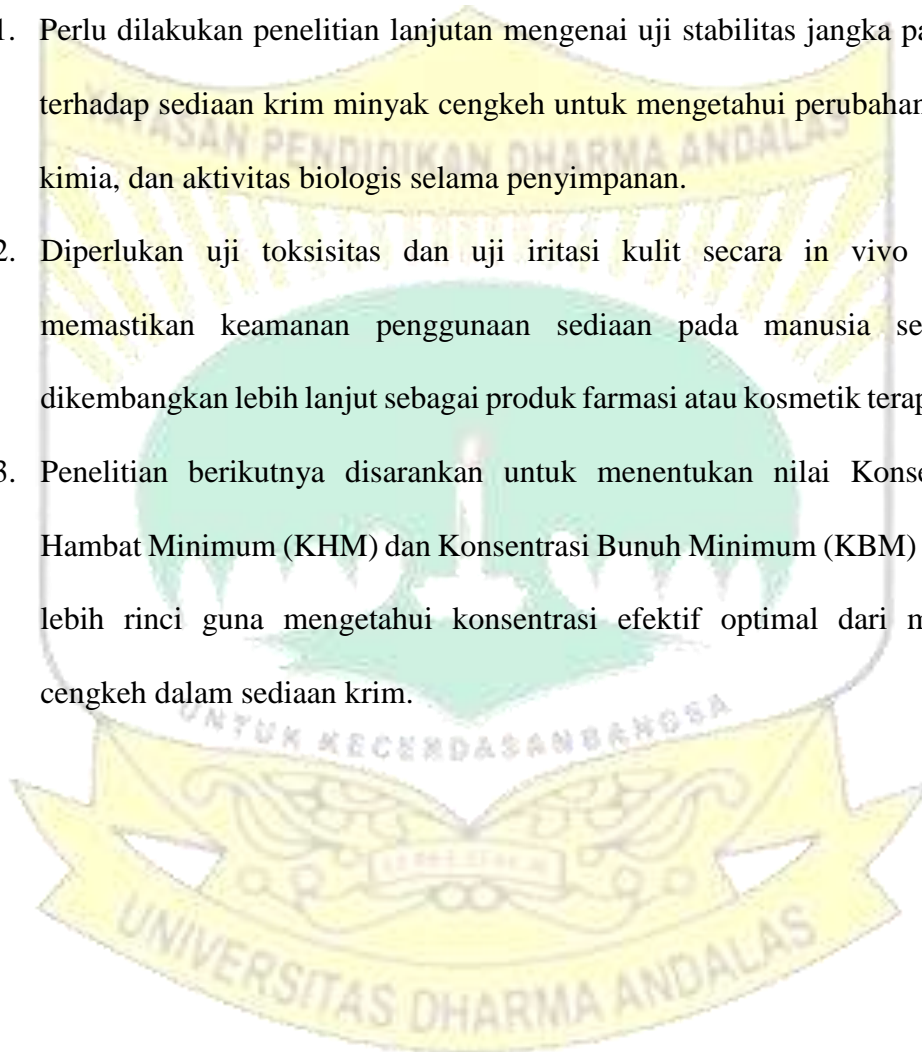 1. Perlu dilakukan penelitian lanjutan mengenai uji stabilitas jangka
terhadap sediaan krim minyak cengkeh untuk mengetahui perubahan
kimia, dan aktivitas biologis selama penyimpanan.
2. Diperlukan uji toksisitas dan uji iritasi kulit secara in vivo
memastikan keamanan penggunaan sediaan pada manusia
dikembangkan lebih lanjut sebagai produk farmasi atau kosmetik
3. Penelitian berikutnya disarankan untuk menentukan nilai
Hambat Minimum (KHM) dan Konsentrasi Bunuh Minimum (KBM)
lebih rinci guna mengetahui konsentrasi efektif optimal dari
cengkeh dalam sediaan krim.
YAYASAN PENDIDIKAN DHARMA ANDALAS
UNTUK KECERDASAN BANGSA
UNIVERSITAS DHARMA ANDALAS